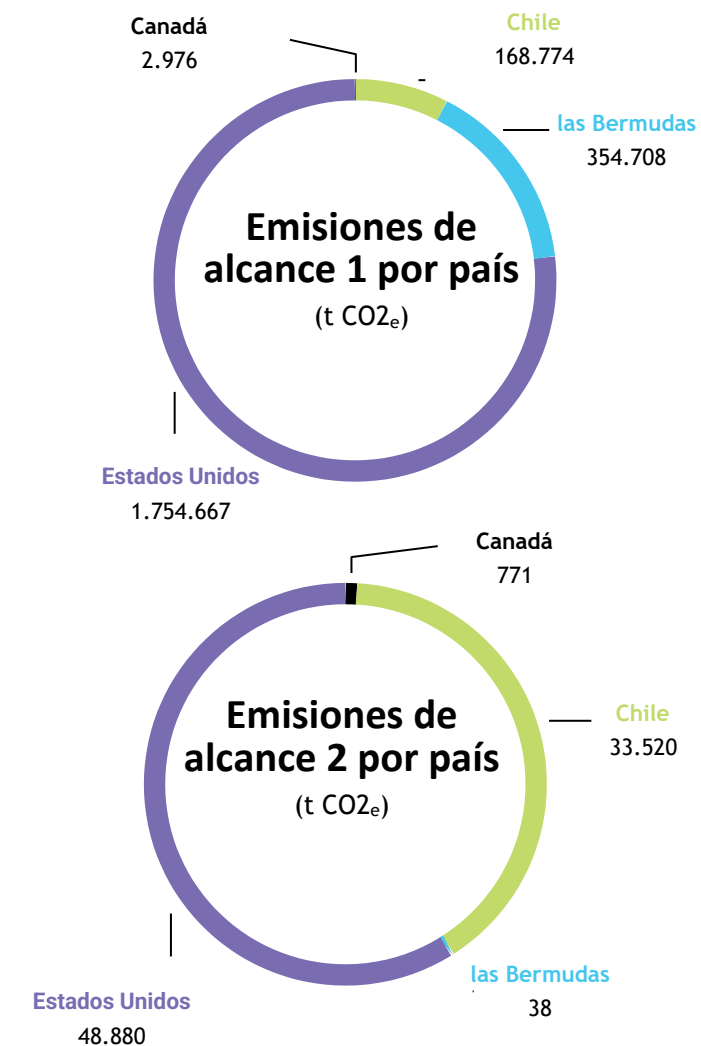 Canadá
2.976
Chile
168.774
las Bermudas
354.708
Emisiones de
alcance 1 por país
(t CO2e)
Estados Unidos
1.754.667
Canadá
771
Chile
33.520
Emisiones de
alcance 2 por país
(t CO2e)
las Bermudas
38
Estados Unidos
48.880